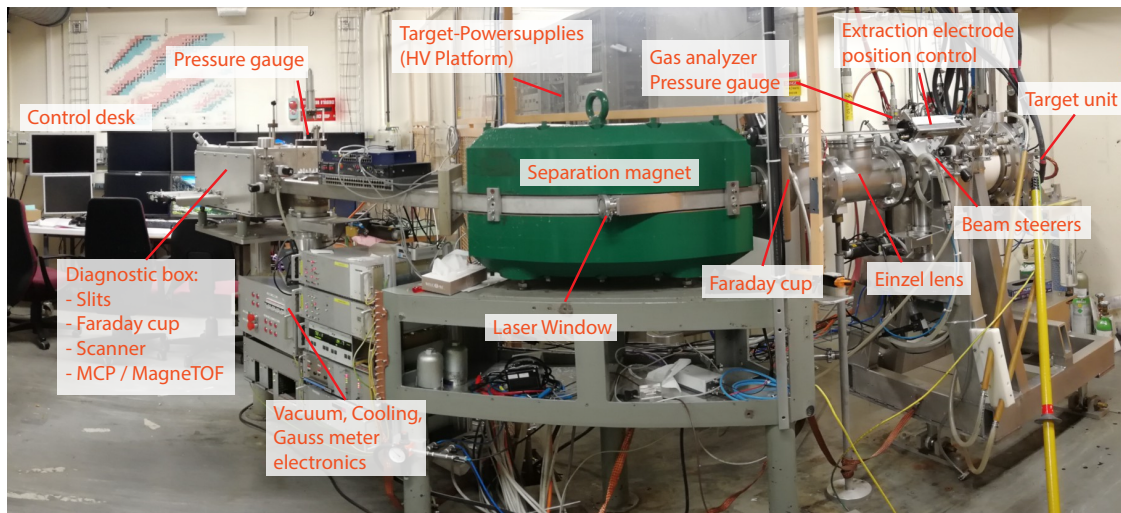 Target-Powersupplies
(HV Platform)
Extraction electrode
position control
Pressure gauge
Gas analyzer
Pressure gauge
Target unit
Control desk
Separation magnet
Beam steerers
Diagnostic box:
- Slits
- Faraday cup
- Scanner
- MCP / MagneTOF
Faraday cup
Einzel lens
Laser Window
Vacuum, Cooling,
Gauss meter
electronics